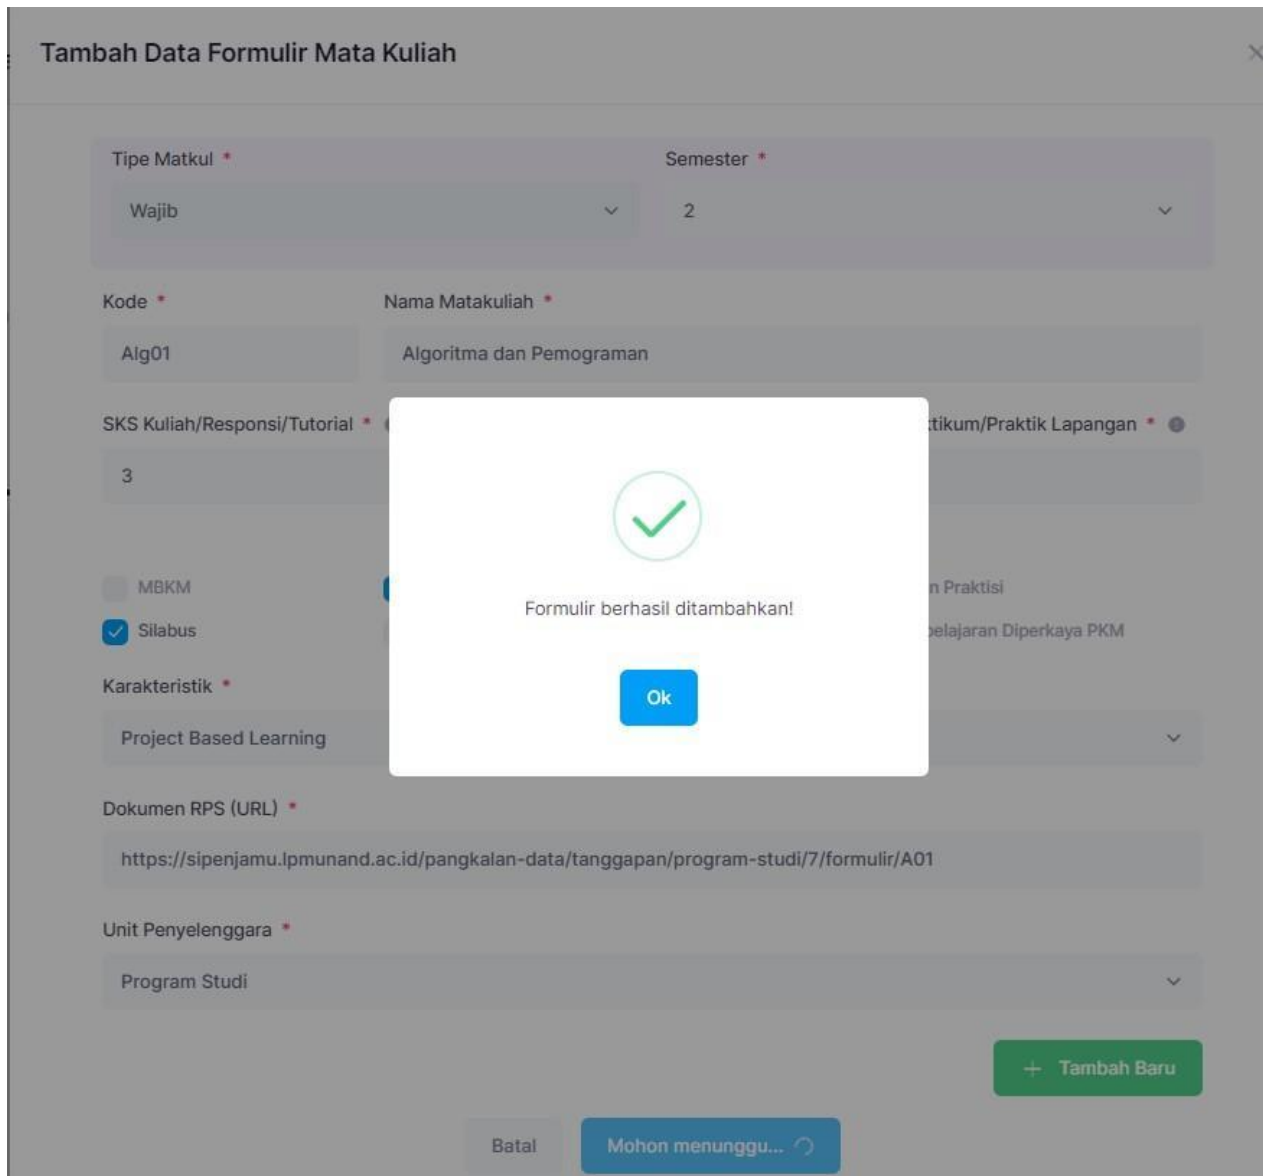 Tambah Data Formulir Mata Kuliah
Tipe Matkul * Semester *
Wajib 2
Kode * Nama Matakuliah *
Alg01 Algoritma dan Pemograman
SKS Kuliah/Responsi/Tutorial * Lapangan *
3
MBKM Praktisi
Silabus Diperkaya PKM
Formulir berhasil ditambahkan!
Ok
Karakteristik *
Project Based Learning
Dokumen RPS (URL) *
https://sipenjamu.lpmunand.ac.id/pangkalan-data/tanggapan/program-studi/7/formulir/A01
Unit Penyelenggara *
Program Studi
+ Tambah Baru
Batal Mohon menunggu...